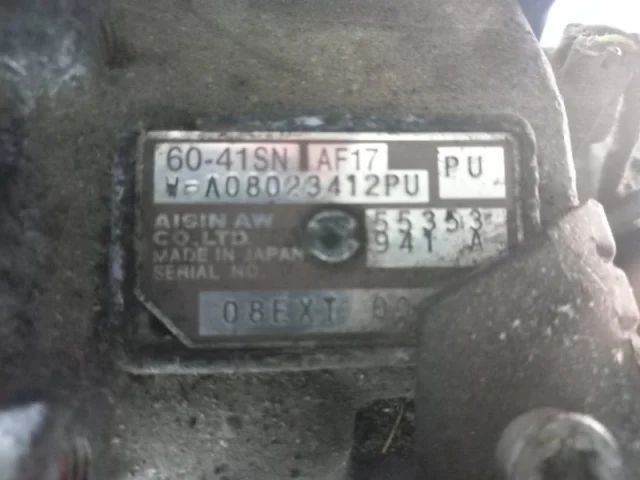 60-41SN AF17 PU
A08023412PU
AISIN AW
CO.,LTD.
MADE IN JAPAN
SERIAL NO.
55353
941 A
08EXT